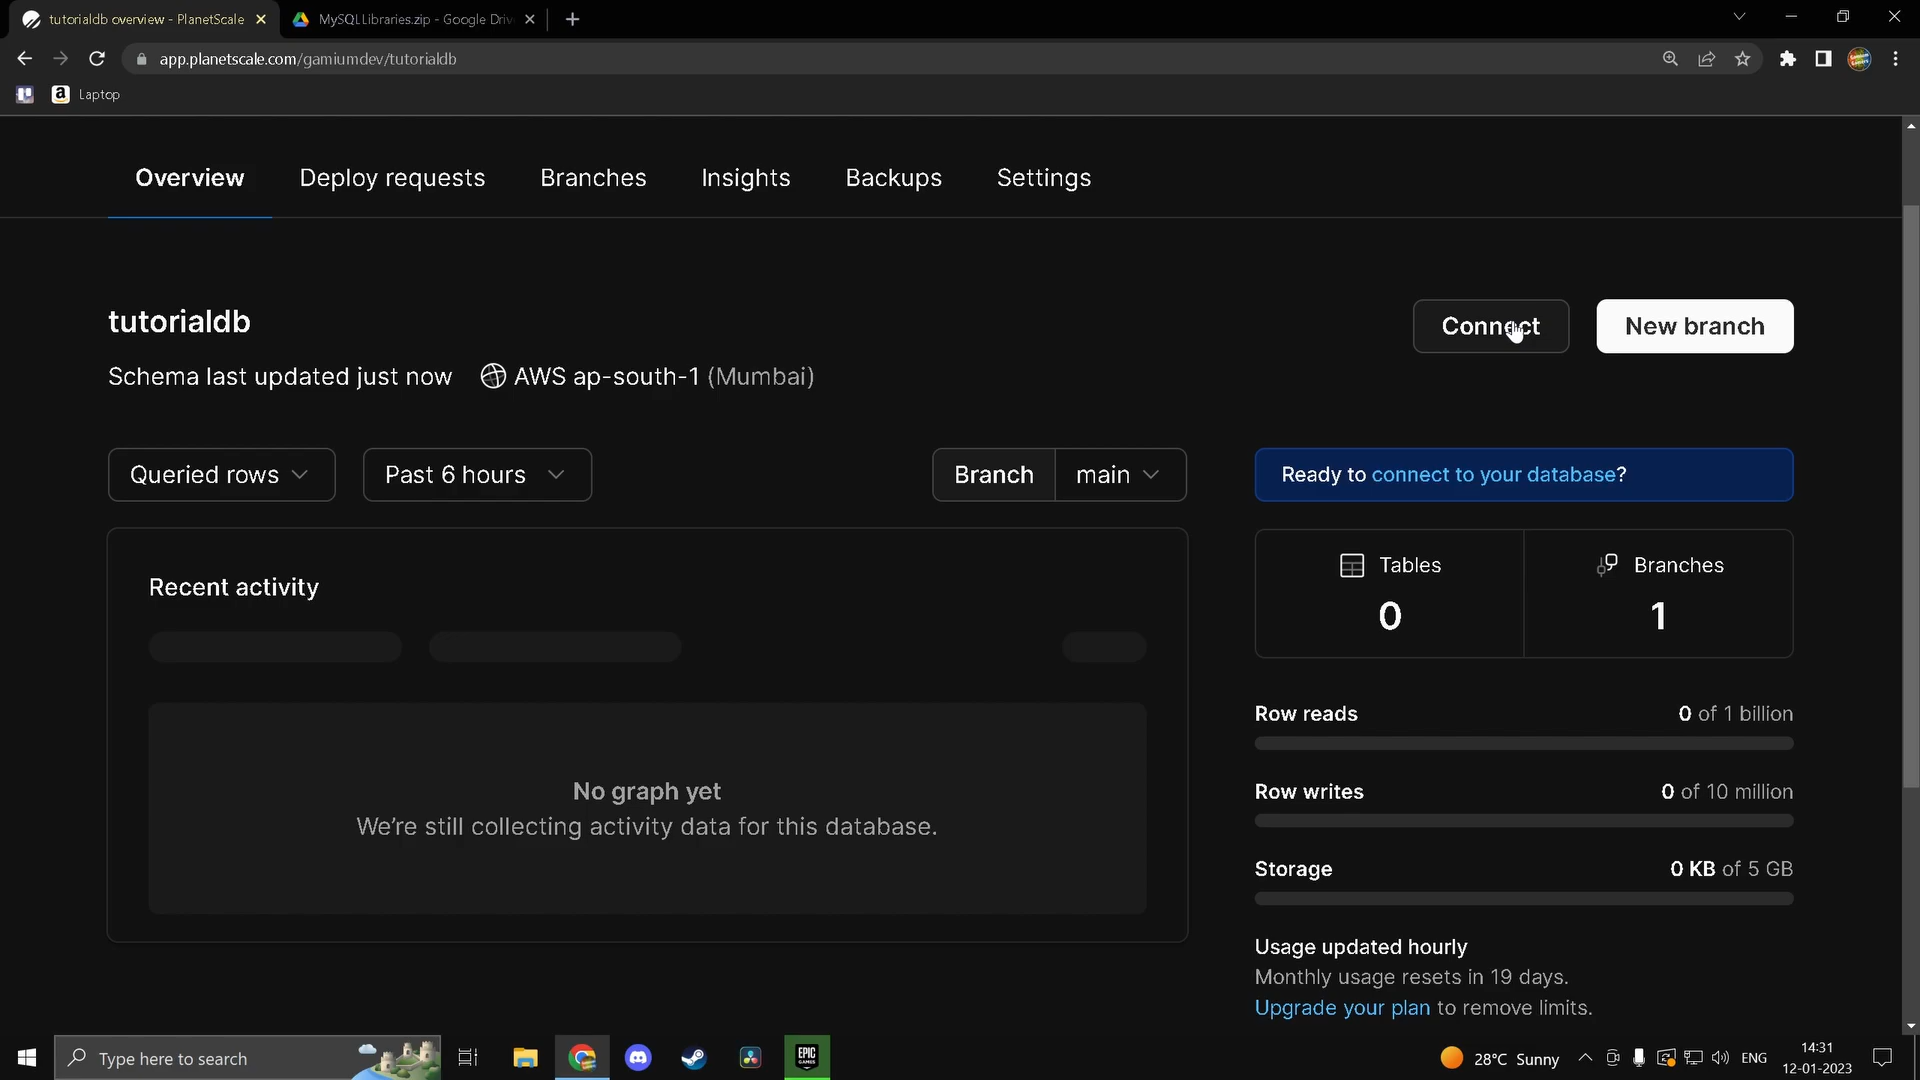 tutorialdb overview - PlanetScale
MySQLLibraries.zip - Google Driv
app.planetscale.com/gamiumdev/tutorialdb
Laptop
Overview
Deploy requests
Branches
Insights
Backups
Settings
tutorialdb
Connect
New branch
Schema last updated just now
AWS ap-south-1 (Mumbai)
Queried rows
Past 6 hours
Branch
main
Ready to connect to your database?
Recent activity
Tables
0
Branches
1
No graph yet
We're still collecting activity data for this database.
Row reads
0 of 1 billion
Row writes
0 of 10 million
Storage
0 KB of 5 GB
Usage updated hourly
Monthly usage resets in 19 days.
Upgrade your plan to remove limits.
Type here to search
EPIC
GAMES
28°C Sunny
ENG
14:31
12-01-2023